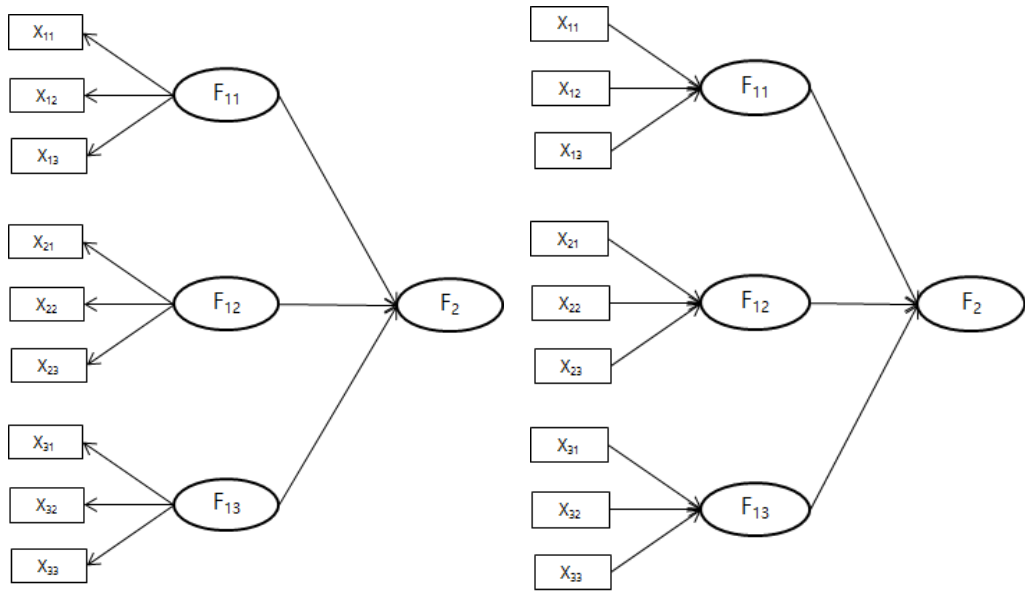 X₁₁
X₁₂
X₁₃
F₁₁
X₂₁
X₂₂
X₂₃
F₁₂
F₂
X₃₁
X₃₂
X₃₃
F₁₃
X₁₁
X₁₂
X₁₃
F₁₁
X₂₁
X₂₂
X₂₃
F₁₂
F₂
X₃₁
X₃₂
X₃₃
F₁₃